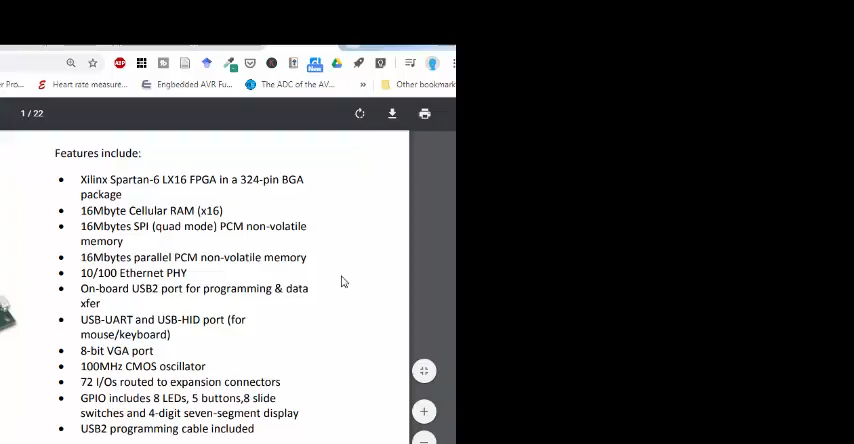 ABP
New
er Pro...
Heart rate measure...
Engbedded AVR Fu...
The ADC of the AV...
»
Other bookmark
1 / 22
Features include:
• Xilinx Spartan-6 LX16 FPGA in a 324-pin BGA
package
• 16Mbyte Cellular RAM (x16)
• 16Mbytes SPI (quad mode) PCM non-volatile
memory
• 16Mbytes parallel PCM non-volatile memory
• 10/100 Ethernet PHY
• On-board USB2 port for programming & data
xfer
• USB-UART and USB-HID port (for
mouse/keyboard)
• 8-bit VGA port
• 100MHz CMOS oscillator
• 72 I/Os routed to expansion connectors
• GPIO includes 8 LEDs, 5 buttons,8 slide
switches and 4-digit seven-segment display
• USB2 programming cable included